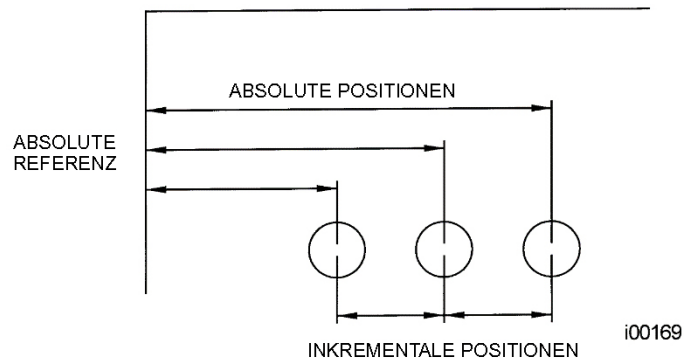 ABSOLUTE POSITIONEN
ABSOLUTE
REFERENZ
INKREMENTALE POSITIONEN
i00169